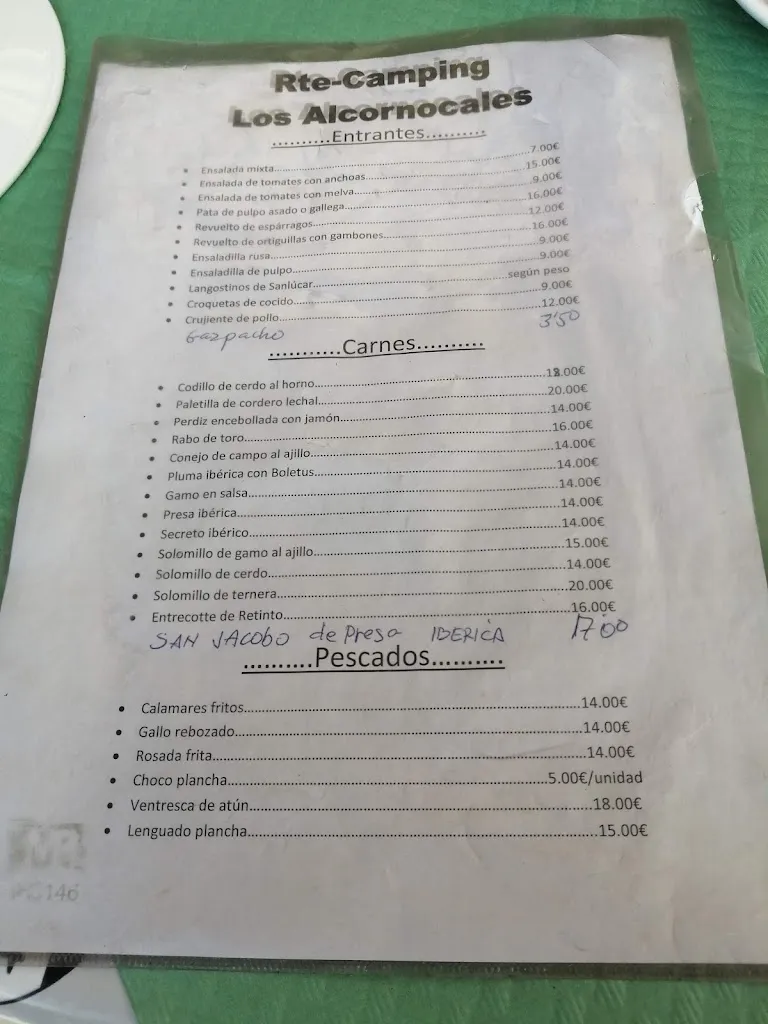 Rte-Camping
Los Alcornocales
..........Entrantes..........
• Ensalada mixta..........7.00€
• Ensalada de tomates con anchoas..........15.00€
• Ensalada de tomates con melva..........9.00€
• Pata de pulpo asado o gallega..........16.00€
• Revuelto de espárragos..........12.00€
• Revuelto de ortiguillas con gambones..........16.00€
• Ensaladilla rusa..........9.00€
• Ensaladilla de pulpo..........9.00€
• Langostinos de Sanlúcar..........según peso
• Croquetas de cocido..........9.00€
• Crujiente de pollo..........12.00€
Gazpacho 3'50
...........Carnes..........
• Codillo de cerdo al horno..........18.00€
• Paletilla de cordero lechal..........20.00€
• Perdiz encebollada con jamón..........14.00€
• Rabo de toro..........16.00€
• Conejo de campo al ajillo..........14.00€
• Pluma ibérica con Boletus..........14.00€
• Gamo en salsa..........14.00€
• Presa ibérica..........14.00€
• Secreto ibérico..........14.00€
• Solomillo de gamo al ajillo..........15.00€
• Solomillo de cerdo..........14.00€
• Solomillo de ternera..........20.00€
• Entrecotte de Retinto..........16.00€
SAN JACOBO de Presa IBERICA 17'00
..........Pescados..........
• Calamares fritos..........14.00€
• Gallo rebozado..........14.00€
• Rosada frita..........14.00€
• Choco plancha..........5.00€/unidad
• Ventresca de atún..........18.00€
• Lenguado plancha..........15.00€